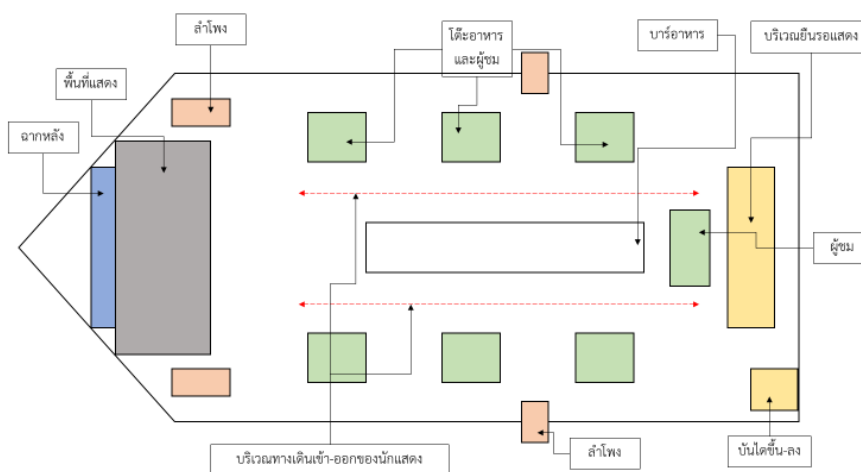 ลำโพง
โต๊ะอาหาร
และผู้ชม
บาร์อาหาร
บริเวณยืนรอแสดง
พื้นที่แสดง
ฉากหลัง
ผู้ชม
บริเวณทางเดินเข้า-ออกของนักแสดง
ลำโพง
บันไดขึ้น-ลง